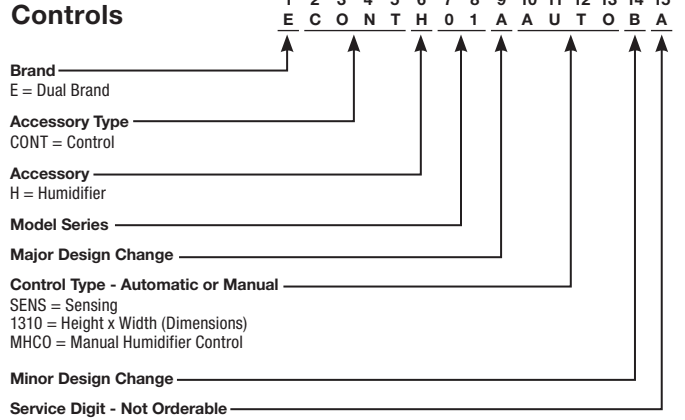 Controls
1 2 3 4 5 6 7 8 9 10 11 12 13 14 15
E C O N T H 0 1 A A U T O B A
Brand
E = Dual Brand
Accessory Type
CONT = Control
Accessory
H = Humidifier
Model Series
Major Design Change
Control Type - Automatic or Manual
SENS = Sensing
1310 = Height x Width (Dimensions)
MHCO = Manual Humidifier Control
Minor Design Change
Service Digit - Not Orderable